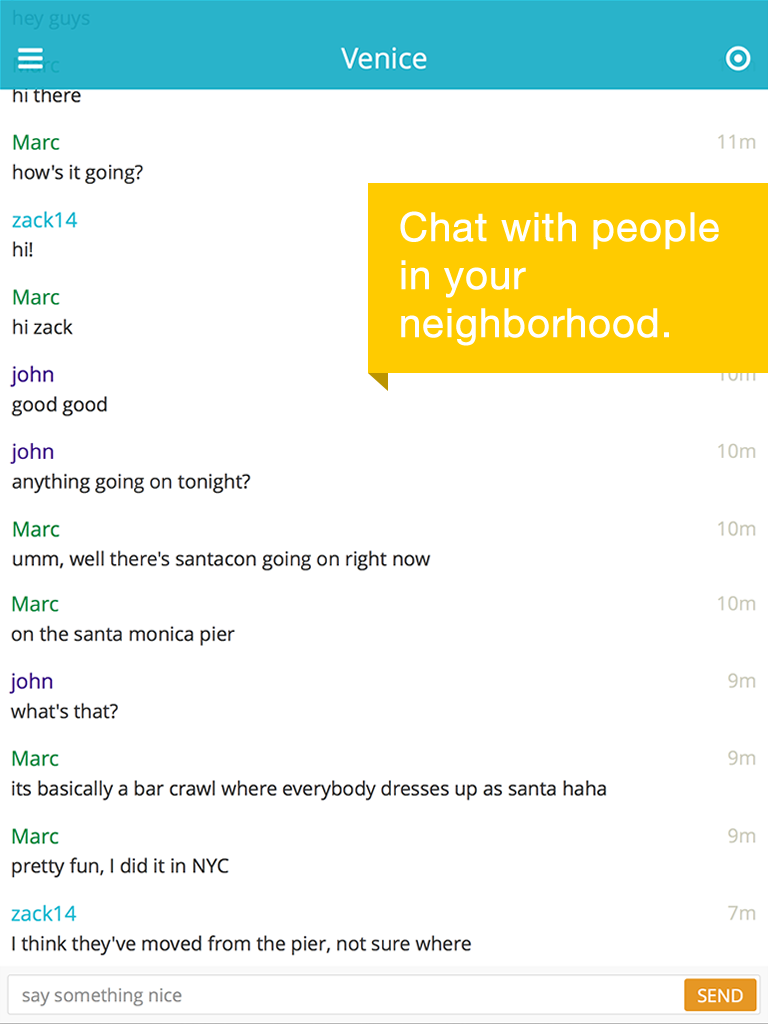 hey guys
Marc
Venice
hi there
Marc 11m
how's it going?
zack14
hi!
Chat with people
in your
neighborhood.
Marc
hi zack
john 10m
good good
john 10m
anything going on tonight?
Marc 10m
umm, well there's santacon going on right now
Marc 10m
on the santa monica pier
john 9m
what's that?
Marc 9m
its basically a bar crawl where everybody dresses up as santa haha
Marc 9m
pretty fun, I did it in NYC
zack14 7m
I think they've moved from the pier, not sure where
say something nice SEND